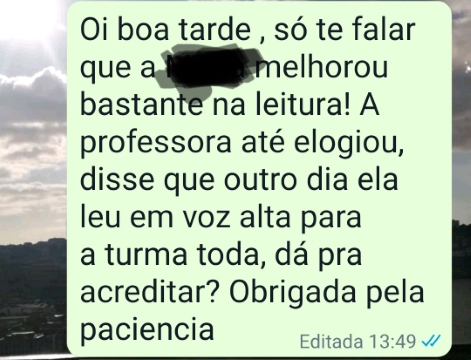 Oi boa tarde , só te falar
que a melhorou
bastante na leitura! A
professora até elogiou,
disse que outro dia ela
leu em voz alta para
a turma toda, dá pra
acreditar? Obrigada pela
paciencia
Editada 13:49